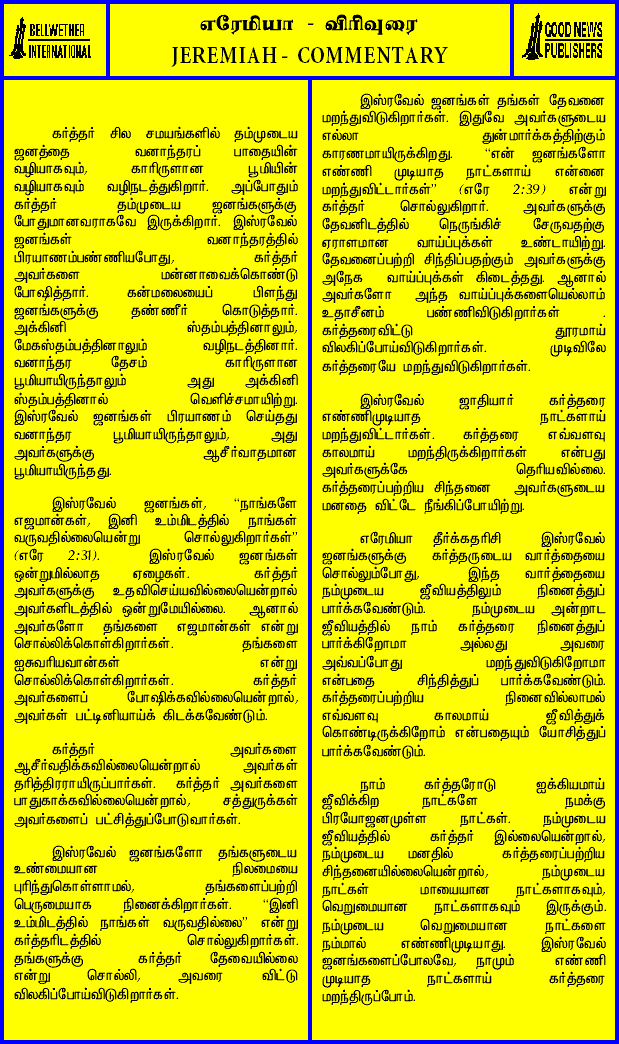 BELLWETHER
INTERNATIONAL
எரேமியா - விரிவுரை
JEREMIAH - COMMENTARY
GOOD NEWS
PUBLISHERS
கர்த்தர் சில சமயங்களில் தம்முடைய
ஜனத்தை வனாந்தரப் பாதையின்
வழியாகவும், காரிருளான பூமியின்
வழியாகவும் வழிநடத்துகிறார். அப்போதும்
கர்த்தர் தம்முடைய ஜனங்களுக்கு
போதுமானவராகவே இருக்கிறார். இஸ்ரவேல்
ஜனங்கள் வனாந்தரத்தில்
பிரயாணம்பண்ணியபோது, கர்த்தர்
அவர்களை மன்னாவைக்கொண்டு
போஷித்தார். கன்மலையைப் பிளந்து
ஜனங்களுக்கு தண்ணீர் கொடுத்தார்.
அக்கினி ஸ்தம்பத்தினாலும்,
மேகஸ்தம்பத்தினாலும் வழிநடத்தினார்.
வனாந்தர தேசம் காரிருளான
பூமியாயிருந்தாலும் அது அக்கினி
ஸ்தம்பத்தினால் வெளிச்சமாயிற்று.
இஸ்ரவேல் ஜனங்கள் பிரயாணம் செய்தது
வனாந்தர பூமியாயிருந்தாலும், அது
அவர்களுக்கு ஆசீர்வாதமான
பூமியாயிருந்தது.
இஸ்ரவேல் ஜனங்கள், “நாங்களே
எஜமான்கள், இனி உம்மிடத்தில் நாங்கள்
வருவதில்லையென்று சொல்லுகிறார்கள்”
(எரே 2:31). இஸ்ரவேல் ஜனங்கள்
ஒன்றுமில்லாத ஏழைகள். கர்த்தர்
அவர்களுக்கு உதவிசெய்யவில்லையென்றால்
அவர்களிடத்தில் ஒன்றுமேயில்லை. ஆனால்
அவர்களோ தங்களை எஜமான்கள் என்று
சொல்லிக்கொள்கிறார்கள். தங்களை
ஐசுவரியவான்கள் என்று
சொல்லிக்கொள்கிறார்கள். கர்த்தர்
அவர்களைப் போஷிக்கவில்லையென்றால்,
அவர்கள் பட்டினியாய்க் கிடக்கவேண்டும்.
கர்த்தர் அவர்களை
ஆசீர்வதிக்கவில்லையென்றால் அவர்கள்
தரித்திரராயிருப்பார்கள். கர்த்தர் அவர்களை
பாதுகாக்கவில்லையென்றால், சத்துருக்கள்
அவர்களைப் பட்சித்துப்போடுவார்கள்.
இஸ்ரவேல் ஜனங்களோ தங்களுடைய
உண்மையான நிலமையை
புரிந்துகொள்ளாமல், தங்களைப்பற்றி
பெருமையாக நினைக்கிறார்கள். “இனி
உம்மிடத்தில் நாங்கள் வருவதில்லை” என்று
கர்த்தரிடத்தில் சொல்லுகிறார்கள்.
தங்களுக்கு கர்த்தர் தேவையில்லை
என்று சொல்லி, அவரை விட்டு
விலகிப்போய்விடுகிறார்கள்.
இஸ்ரவேல் ஜனங்கள் தங்கள் தேவனை
மறந்துவிடுகிறார்கள். இதுவே அவர்களுடைய
எல்லா துன்மார்க்கத்திற்கும்
காரணமாயிருக்கிறது. “என் ஜனங்களோ
எண்ணி முடியாத நாட்களாய் என்னை
மறந்துவிட்டார்கள்” (எரே 2:39) என்று
கர்த்தர் சொல்லுகிறார். அவர்களுக்கு
தேவனிடத்தில் நெருங்கிச் சேருவதற்கு
ஏராளமான வாய்ப்புக்கள் உண்டாயிற்று.
தேவனைப்பற்றி சிந்திப்பதற்கும் அவர்களுக்கு
அநேக வாய்ப்புக்கள் கிடைத்தது. ஆனால்
அவர்களோ அந்த வாய்ப்புக்களையெல்லாம்
உதாசீனம் பண்ணிவிடுகிறார்கள் .
கர்த்தரைவிட்டு தூரமாய்
விலகிப்போய்விடுகிறார்கள். முடிவிலே
கர்த்தரையே மறந்துவிடுகிறார்கள்.
இஸ்ரவேல் ஜாதியார் கர்த்தரை
எண்ணிமுடியாத நாட்களாய்
மறந்துவிட்டார்கள். கர்த்தரை எவ்வளவு
காலமாய் மறந்திருக்கிறார்கள் என்பது
அவர்களுக்கே தெரியவில்லை.
கர்த்தரைப்பற்றிய சிந்தனை அவர்களுடைய
மனதை விட்டே நீங்கிப்போயிற்று.
எரேமியா தீர்க்கதரிசி இஸ்ரவேல்
ஜனங்களுக்கு கர்த்தருடைய வார்த்தையை
சொல்லும்போது, இந்த வார்த்தையை
நம்முடைய ஜீவியத்திலும் நினைத்துப்
பார்க்கவேண்டும். நம்முடைய அன்றாட
ஜீவியத்தில் நாம் கர்த்தரை நினைத்துப்
பார்க்கிறோமா அல்லது அவரை
அவ்வப்போது மறந்துவிடுகிறோமா
என்பதை சிந்தித்துப் பார்க்கவேண்டும்.
கர்த்தரைப்பற்றிய நினைவில்லாமல்
எவ்வளவு காலமாய் ஜீவித்துக்
கொண்டிருக்கிறோம் என்பதையும் யோசித்துப்
பார்க்கவேண்டும்.
நாம் கர்த்தரோடு ஐக்கியமாய்
ஜீவிக்கிற நாட்களே நமக்கு
பிரயோஜனமுள்ள நாட்கள். நம்முடைய
ஜீவியத்தில் கர்த்தர் இல்லையென்றால்,
நம்முடைய மனதில் கர்த்தரைப்பற்றிய
சிந்தனையில்லையென்றால், நம்முடைய
நாட்கள் மாயையான நாட்களாகவும்,
வெறுமையான நாட்களாகவும் இருக்கும்.
நம்முடைய வெறுமையான நாட்களை
நம்மால் எண்ணிமுடியாது. இஸ்ரவேல்
ஜனங்களைப்போலவே, நாமும் எண்ணி
முடியாத நாட்களாய் கர்த்தரை
மறந்திருப்போம்.